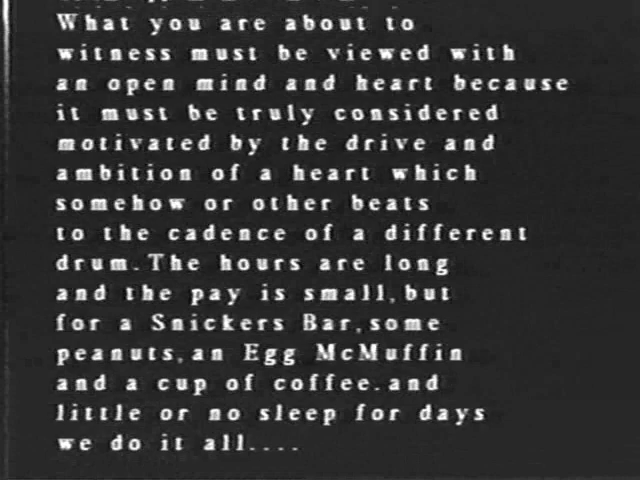 What you are about to
witness must be viewed with
an open mind and heart because
it must be truly considered
motivated by the drive and
ambition of a heart which
somehow or other beats
to the cadence of a different
drum.The hours are long
and the pay is small,but
for a Snickers Bar,some
peanuts,an Egg McMuffin
and a cup of coffee.and
little or no sleep for days
we do it all....